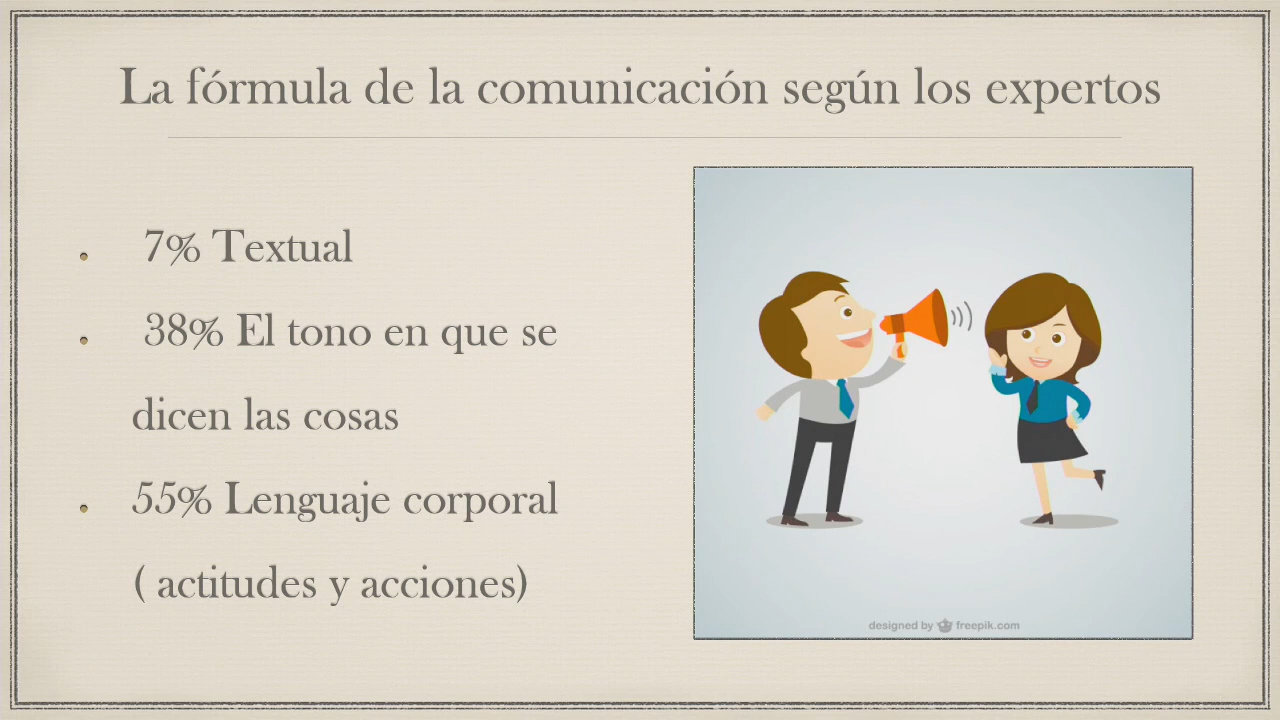 La fórmula de la comunicación según los expertos
• 7% Textual
• 38% El tono en que se
dicen las cosas
• 55% Lenguaje corporal
( actitudes y acciones)
designed by freepik.com